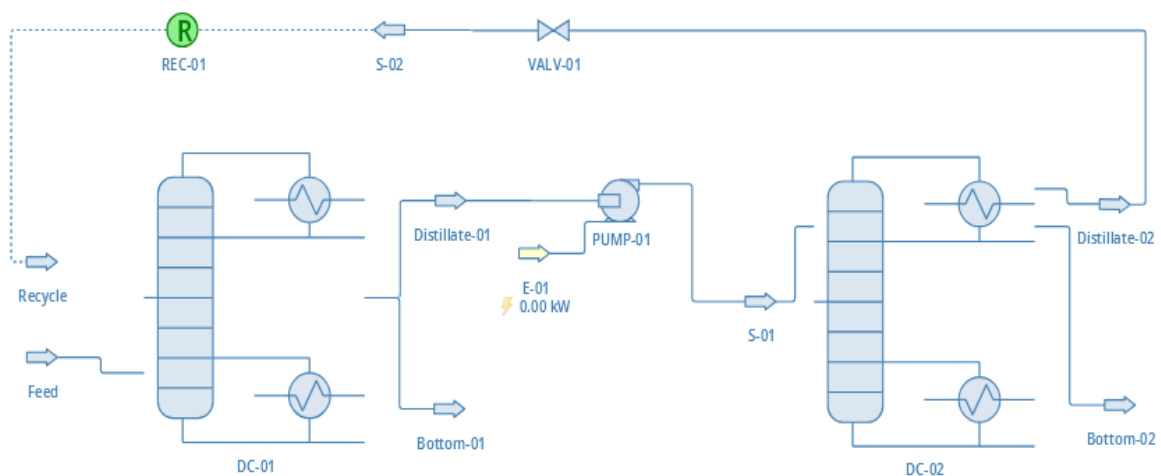 R
REC-01
S-02
VALV-01
Distillate-01
PUMP-01
Distillate-02
E-01
0.00 kW
Recycle
S-01
Feed
Bottom-01
Bottom-02
DC-01
DC-02